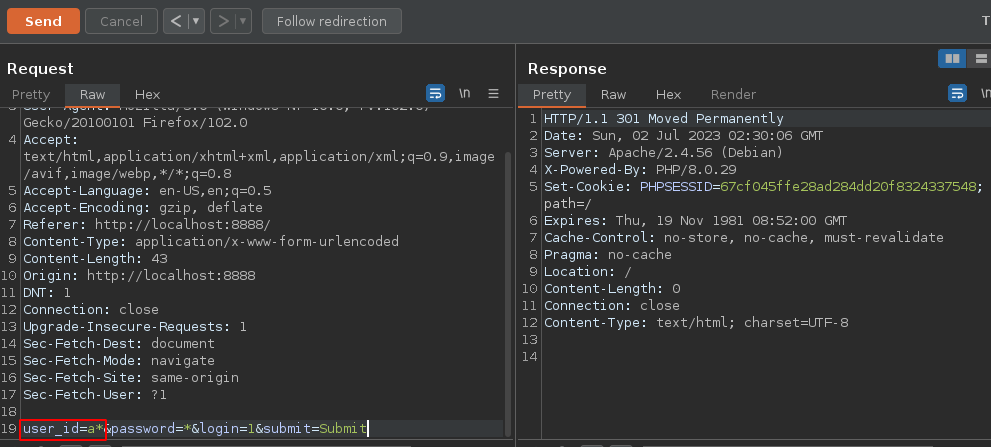 Send Cancel < ▼ > ▼ Follow redirection
Request
Pretty Raw Hex \n ≡
Gecko/20100101 Firefox/102.0
4 Accept:
text/html,application/xhtml+xml,application/xml;q=0.9,image
/avif,image/webp,*/*;q=0.8
5 Accept-Language: en-US,en;q=0.5
6 Accept-Encoding: gzip, deflate
7 Referer: http://localhost:8888/
8 Content-Type: application/x-www-form-urlencoded
9 Content-Length: 43
10 Origin: http://localhost:8888
11 DNT: 1
12 Connection: close
13 Upgrade-Insecure-Requests: 1
14 Sec-Fetch-Dest: document
15 Sec-Fetch-Mode: navigate
16 Sec-Fetch-Site: same-origin
17 Sec-Fetch-User: ?1
18
19 user_id=a*&password=*&login=1&submit=Submit
Response
Pretty Raw Hex Render \n
1 HTTP/1.1 301 Moved Permanently
2 Date: Sun, 02 Jul 2023 02:30:06 GMT
3 Server: Apache/2.4.56 (Debian)
4 X-Powered-By: PHP/8.0.29
5 Set-Cookie: PHPSESSID=67cf045ffe28ad284dd20f8324337548;
path=/
6 Expires: Thu, 19 Nov 1981 08:52:00 GMT
7 Cache-Control: no-store, no-cache, must-revalidate
8 Pragma: no-cache
9 Location: /
10 Content-Length: 0
11 Connection: close
12 Content-Type: text/html; charset=UTF-8
13
14